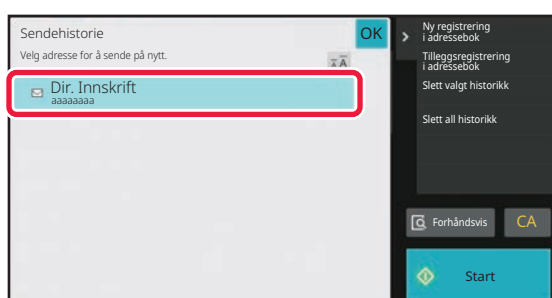 Sendehistorie
OK
Velg adresse for å sende på nytt.
Dir. Innskrift
aaaaaaaa
Ny registrering
i adressebok
Tilleggsregistrering
i adressebok
Slett valgt historikk
Slett all historikk
Forhåndsvis
CA
Start